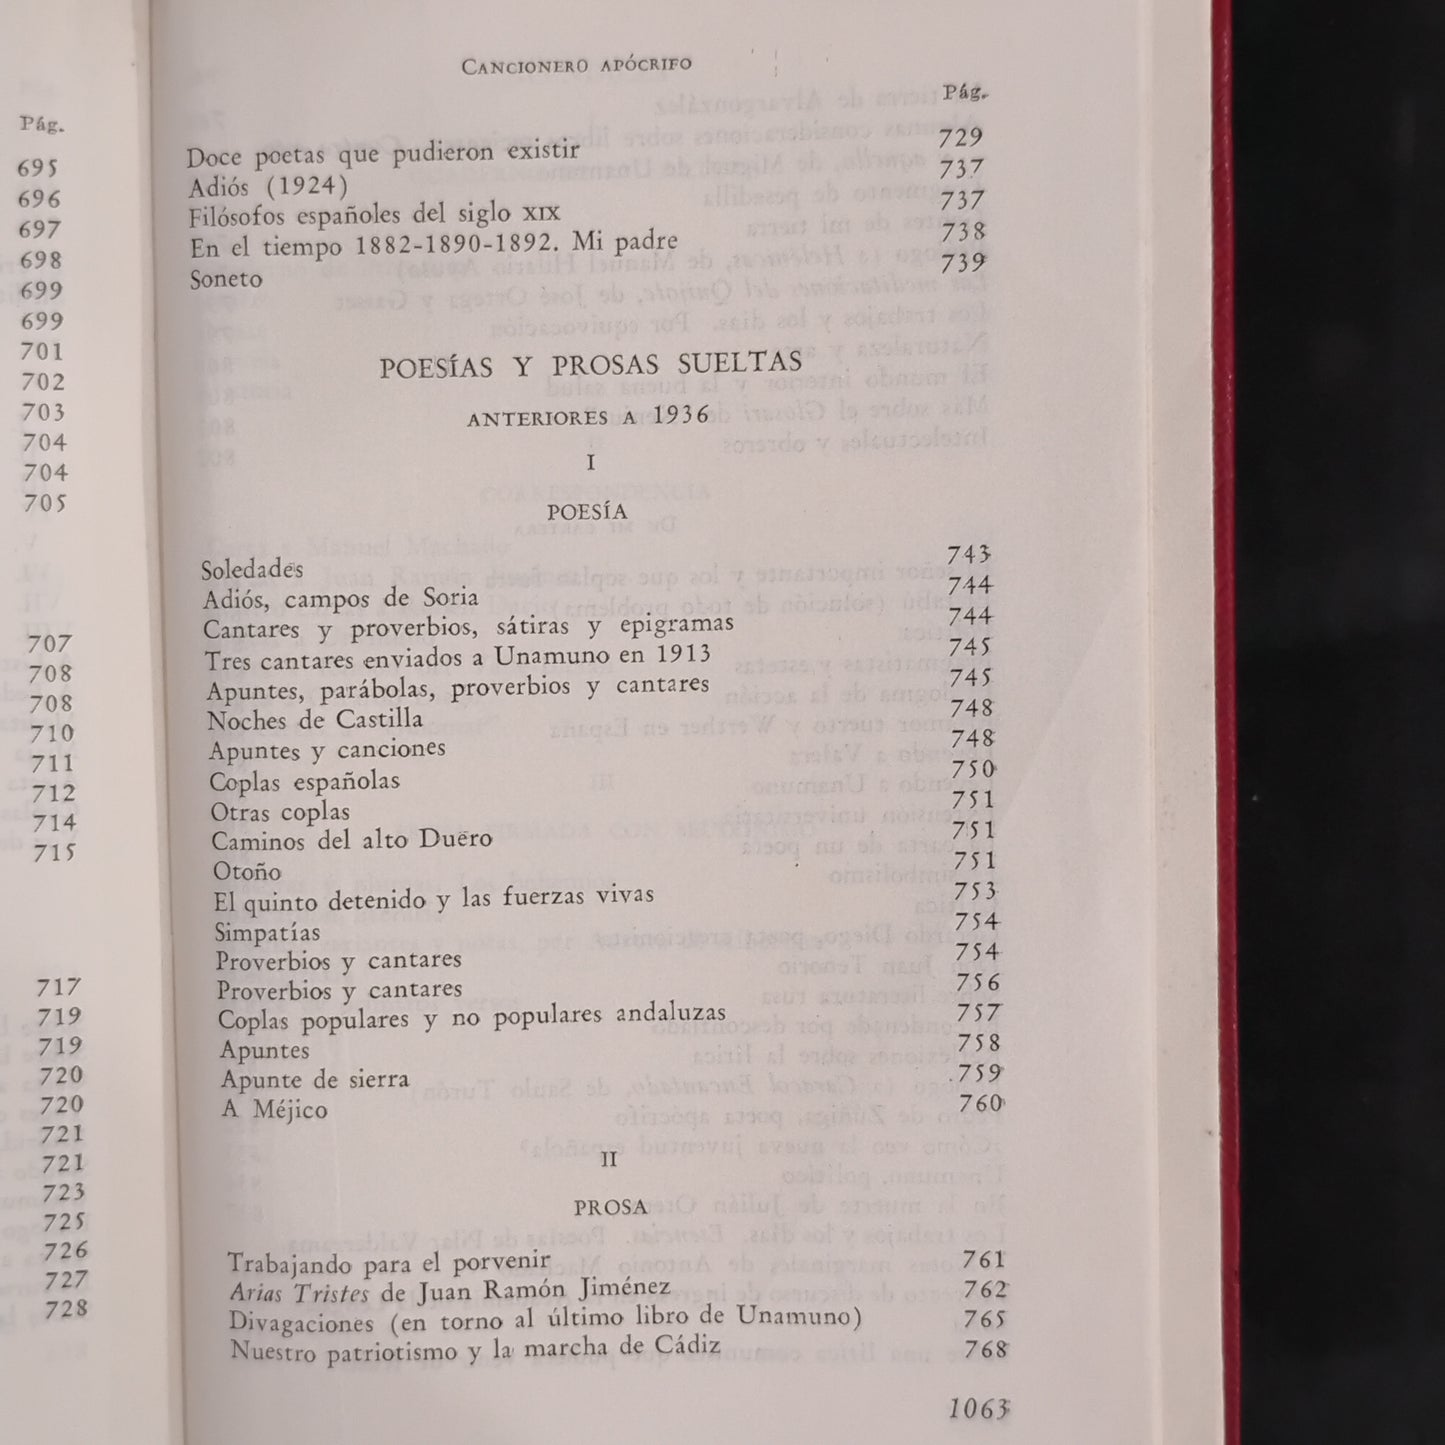 Pág.
695
696
697
698
699
699
701
702
703
704
704
705
707
708
708
710
711
712
714
715
717
719
719
720
720
721
721
723
725
726
727
728
CANCIONERO APÓCRIFO
Pág.
Doce poetas que pudieron existir 729
Adiós (1924) 737
Filósofos españoles del siglo XIX 737
En el tiempo 1882-1890-1892. Mi padre 738
Soneto 739
POESÍAS Y PROSAS SUELTAS
ANTERIORES A 1936
I
POESÍA
Soledades 743
Adiós, campos de Soria 744
Cantares y proverbios, sátiras y epigramas 744
Tres cantares enviados a Unamuno en 1913 745
Apuntes, parábolas, proverbios y cantares 745
Noches de Castilla 748
Apuntes y canciones 748
Coplas españolas 750
Otras coplas 751
Caminos del alto Duero 751
Otoño 751
El quinto detenido y las fuerzas vivas 753
Simpatías 754
Proverbios y cantares 754
Proverbios y cantares 756
Coplas populares y no populares andaluzas 757
Apuntes 758
Apunte de sierra 759
A Méjico 760
II
PROSA
Trabajando para el porvenir 761
Arias Tristes de Juan Ramón Jiménez 762
Divagaciones (en torno al último libro de Unamuno) 765
Nuestro patriotismo y la marcha de Cádiz 768
1063